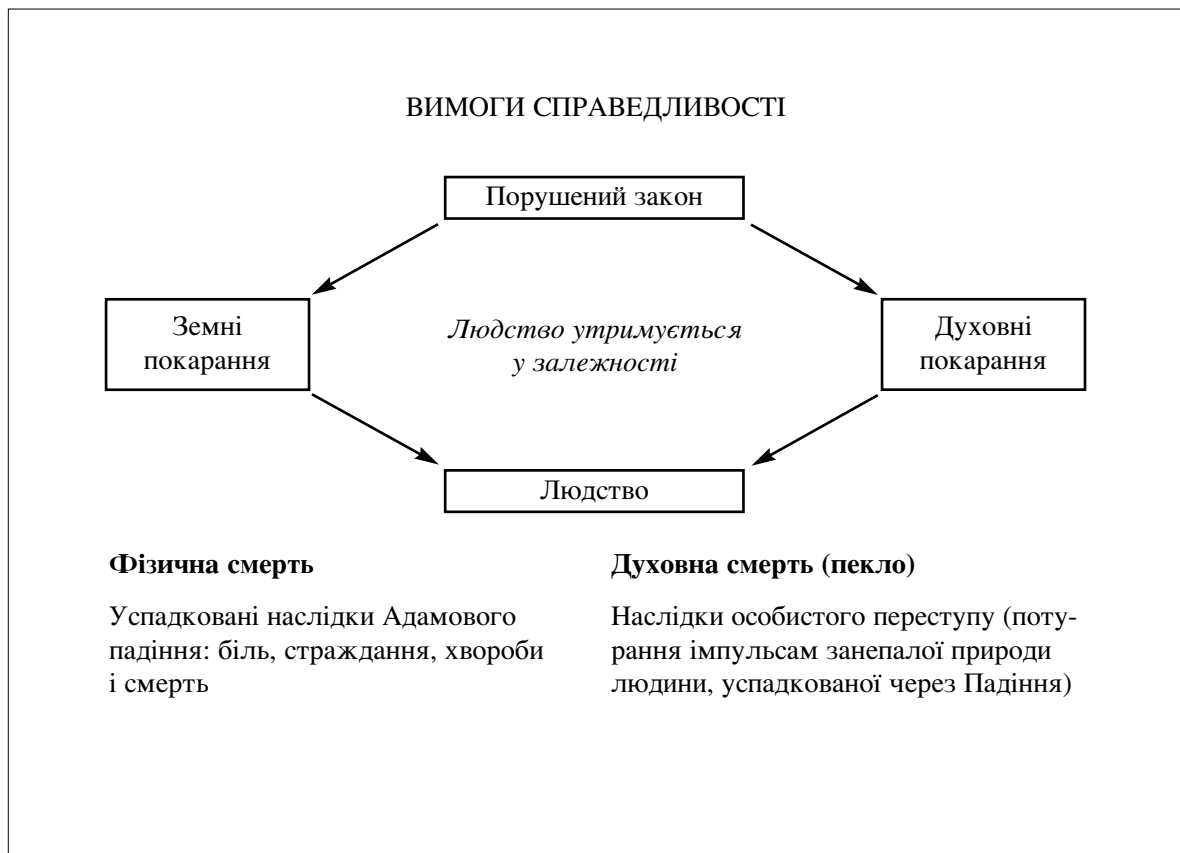 ВИМОГИ СПРАВЕДЛИВОСТІ
Порушений закон
Земні
покарання
Людство утримується
у залежності
Духовні
покарання
Людство
Фізична смерть
Успадковані наслідки Адамового
падіння: біль, страждання, хвороби
і смерть
Духовна смерть (пекло)
Наслідки особистого переступу (поту-
рання імпульсам занепалої природи
людини, успадкованої через Падіння)